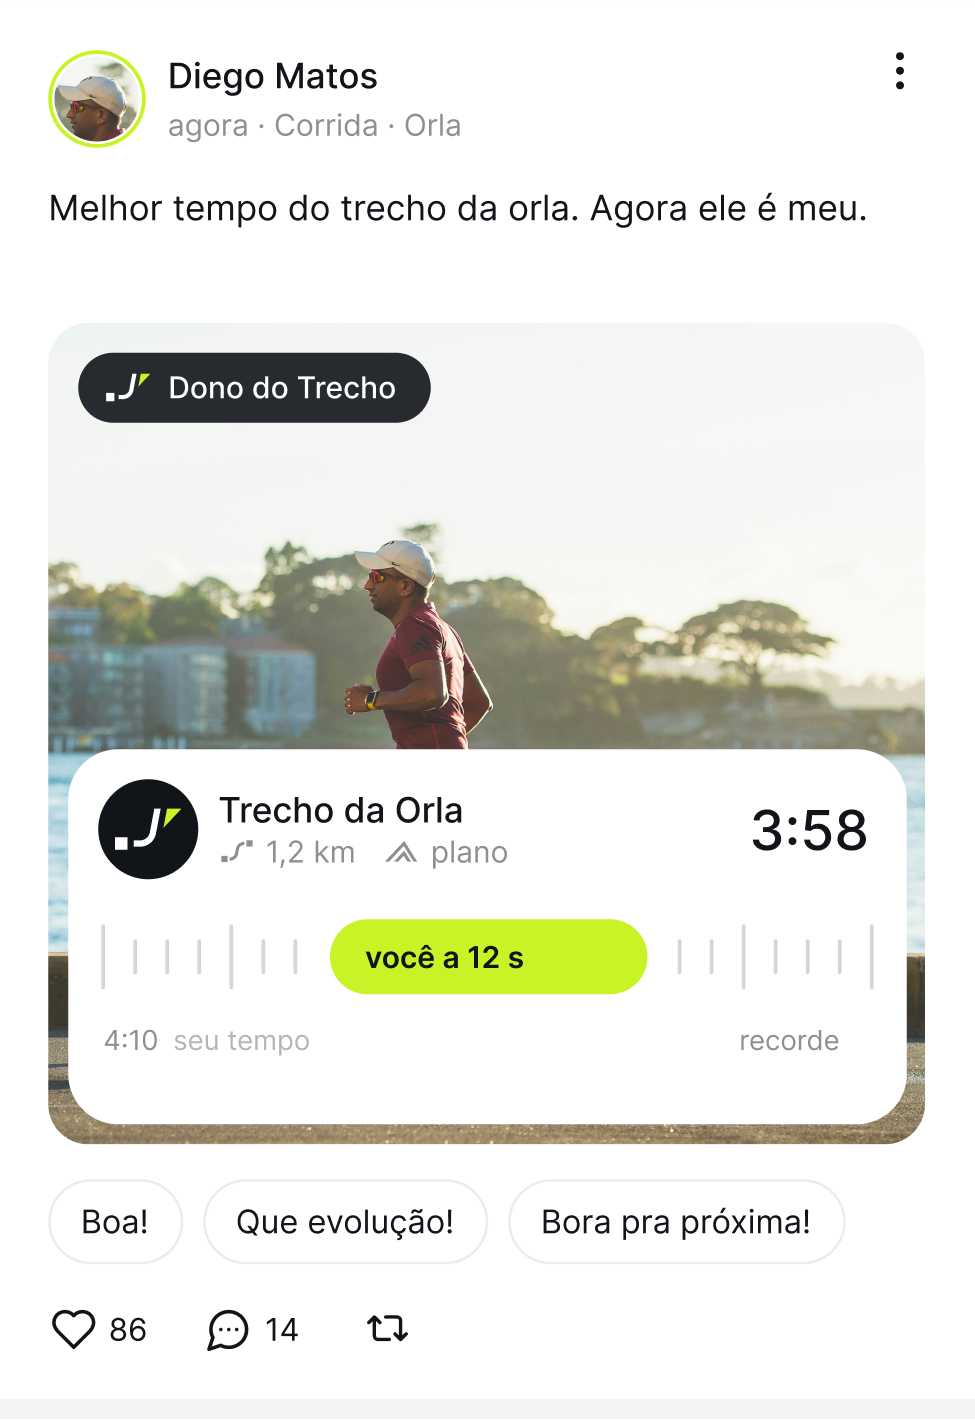 Diego Matos
agora · Corrida · Orla
Melhor tempo do trecho da orla. Agora ele é meu.
Dono do Trecho
Trecho da Orla
1,2 km plano
3:58
você a 12 s
4:10 seu tempo
recorde
Boa!
Que evolução!
Bora pra próxima!
86
14